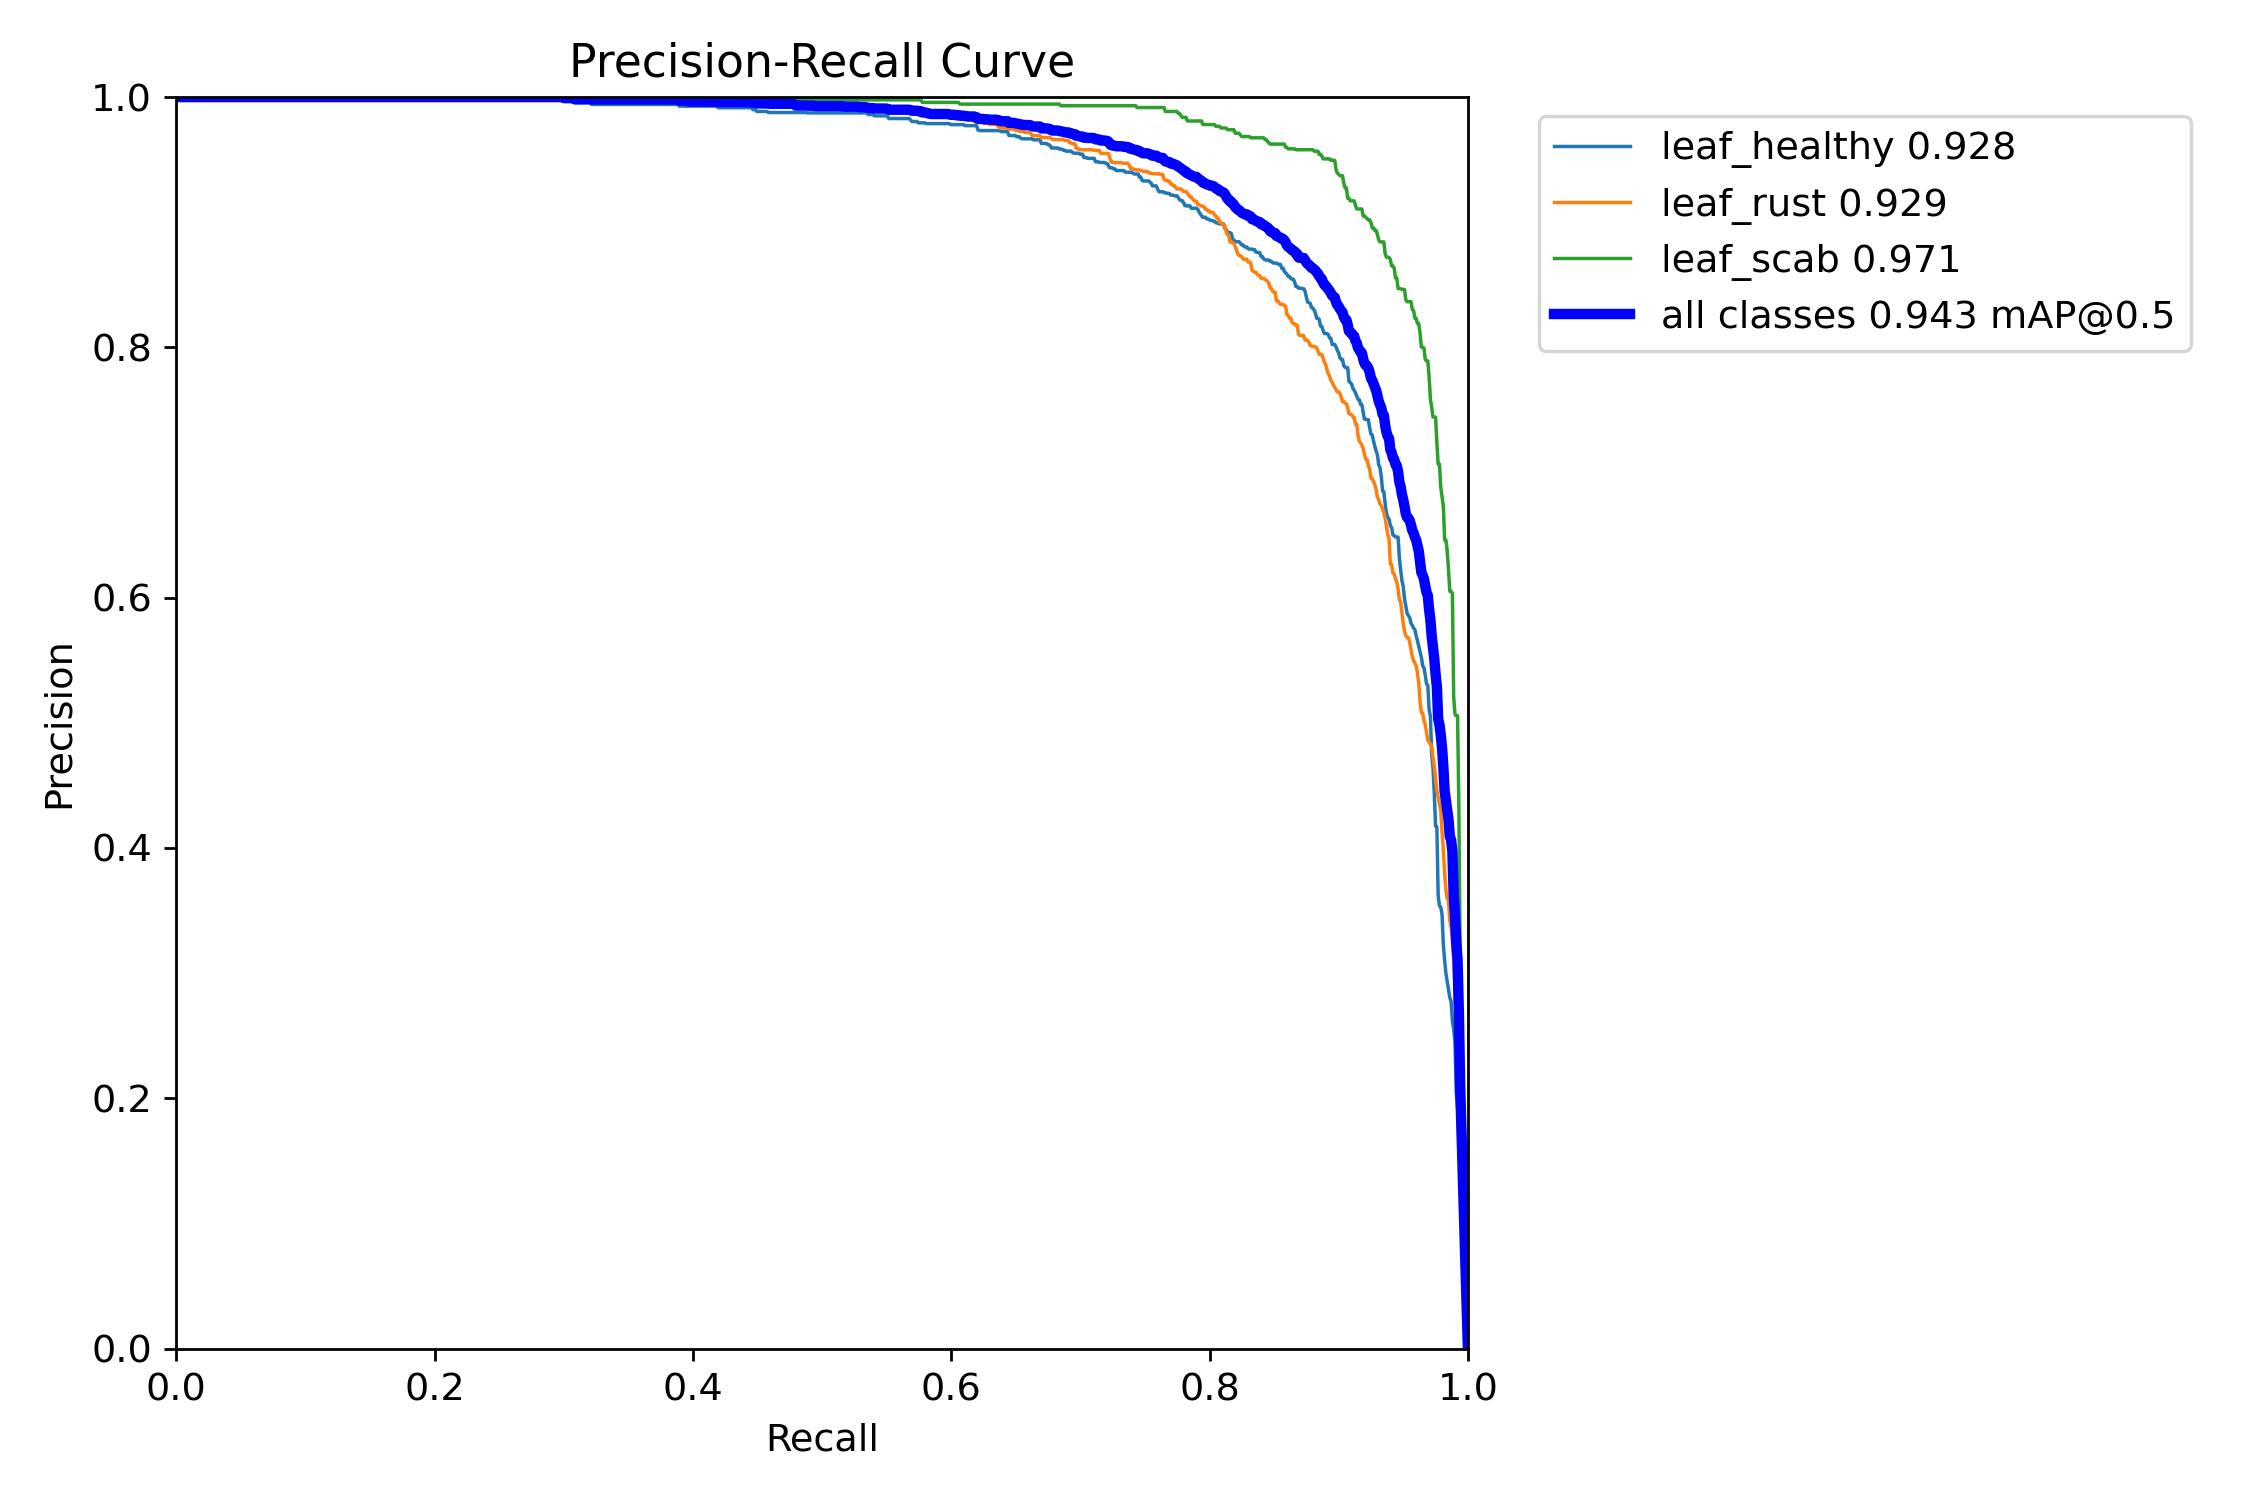 Precision-Recall Curve
leaf_healthy 0.928
leaf_rust 0.929
leaf_scab 0.971
all classes 0.943 mAP@0.5
Precision
1.0
0.8
0.6
0.4
0.2
0.0
0.0 0.2 0.4 0.6 0.8 1.0
Recall